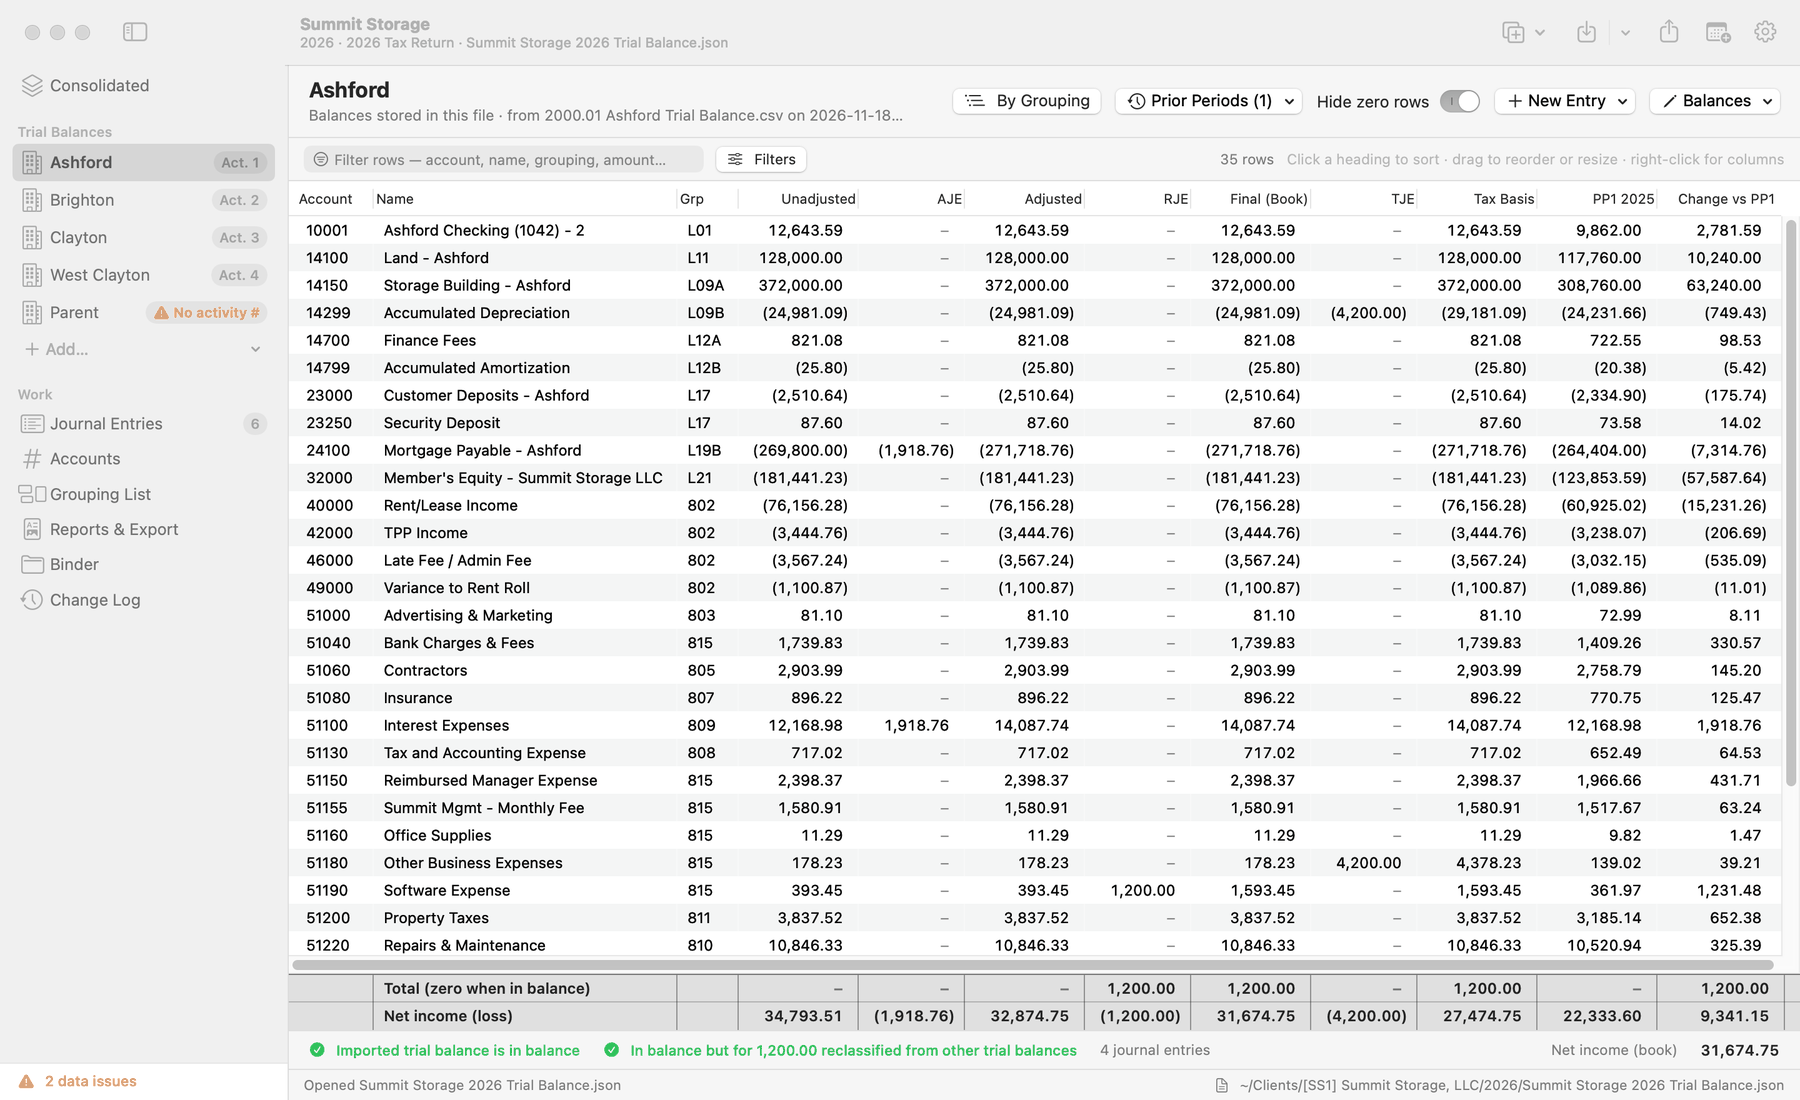 Summit Storage
2026 · 2026 Tax Return · Summit Storage 2026 Trial Balance.json
Consolidated
Trial Balances
Ashford Act. 1
Brighton Act. 2
Clayton Act. 3
West Clayton Act. 4
Parent No activity #
+ Add...
Work
Journal Entries 6
Accounts
Grouping List
Reports & Export
Binder
Change Log
2 data issues
Ashford
Balances stored in this file · from 2000.01 Ashford Trial Balance.csv on 2026-11-18...
By Grouping Prior Periods (1) Hide zero rows + New Entry Balances
Filter rows — account, name, grouping, amount... Filters 35 rows Click a heading to sort · drag to reorder or resize · right-click for columns
Account Name Grp Unadjusted AJE Adjusted RJE Final (Book) TJE Tax Basis PP1 2025 Change vs PP1
10001 Ashford Checking (1042) - 2 L01 12,643.59 – 12,643.59 – 12,643.59 – 12,643.59 9,862.00 2,781.59
14100 Land - Ashford L11 128,000.00 – 128,000.00 – 128,000.00 – 128,000.00 117,760.00 10,240.00
14150 Storage Building - Ashford L09A 372,000.00 – 372,000.00 – 372,000.00 – 372,000.00 308,760.00 63,240.00
14299 Accumulated Depreciation L09B (24,981.09) – (24,981.09) – (24,981.09) (4,200.00) (29,181.09) (24,231.66) (749.43)
14700 Finance Fees L12A 821.08 – 821.08 – 821.08 – 821.08 722.55 98.53
14799 Accumulated Amortization L12B (25.80) – (25.80) – (25.80) – (25.80) (20.38) (5.42)
23000 Customer Deposits - Ashford L17 (2,510.64) – (2,510.64) – (2,510.64) – (2,510.64) (2,334.90) (175.74)
23250 Security Deposit L17 87.60 – 87.60 – 87.60 – 87.60 73.58 14.02
24100 Mortgage Payable - Ashford L19B (269,800.00) (1,918.76) (271,718.76) – (271,718.76) – (271,718.76) (264,404.00) (7,314.76)
32000 Member's Equity - Summit Storage LLC L21 (181,441.23) – (181,441.23) – (181,441.23) – (181,441.23) (123,853.59) (57,587.64)
40000 Rent/Lease Income 802 (76,156.28) – (76,156.28) – (76,156.28) – (76,156.28) (60,925.02) (15,231.26)
42000 TPP Income 802 (3,444.76) – (3,444.76) – (3,444.76) – (3,444.76) (3,238.07) (206.69)
46000 Late Fee / Admin Fee 802 (3,567.24) – (3,567.24) – (3,567.24) – (3,567.24) (3,032.15) (535.09)
49000 Variance to Rent Roll 802 (1,100.87) – (1,100.87) – (1,100.87) – (1,100.87) (1,089.86) (11.01)
51000 Advertising & Marketing 803 81.10 – 81.10 – 81.10 – 81.10 72.99 8.11
51040 Bank Charges & Fees 815 1,739.83 – 1,739.83 – 1,739.83 – 1,739.83 1,409.26 330.57
51060 Contractors 805 2,903.99 – 2,903.99 – 2,903.99 – 2,903.99 2,758.79 145.20
51080 Insurance 807 896.22 – 896.22 – 896.22 – 896.22 770.75 125.47
51100 Interest Expenses 809 12,168.98 1,918.76 14,087.74 – 14,087.74 – 14,087.74 12,168.98 1,918.76
51130 Tax and Accounting Expense 808 717.02 – 717.02 – 717.02 – 717.02 652.49 64.53
51150 Reimbursed Manager Expense 815 2,398.37 – 2,398.37 – 2,398.37 – 2,398.37 1,966.66 431.71
51155 Summit Mgmt - Monthly Fee 815 1,580.91 – 1,580.91 – 1,580.91 – 1,580.91 1,517.67 63.24
51160 Office Supplies 815 11.29 – 11.29 – 11.29 – 11.29 9.82 1.47
51180 Other Business Expenses 815 178.23 – 178.23 – 178.23 4,200.00 4,378.23 139.02 39.21
51190 Software Expense 815 393.45 – 393.45 1,200.00 1,593.45 – 1,593.45 361.97 1,231.48
51200 Property Taxes 811 3,837.52 – 3,837.52 – 3,837.52 – 3,837.52 3,185.14 652.38
51220 Repairs & Maintenance 810 10,846.33 – 10,846.33 – 10,846.33 – 10,846.33 10,520.94 325.39
Total (zero when in balance) – – – 1,200.00 1,200.00 – 1,200.00 – 1,200.00
Net income (loss) 34,793.51 (1,918.76) 32,874.75 (1,200.00) 31,674.75 (4,200.00) 27,474.75 22,333.60 9,341.15
Imported trial balance is in balance In balance but for 1,200.00 reclassified from other trial balances 4 journal entries Net income (book) 31,674.75
Opened Summit Storage 2026 Trial Balance.json ~/Clients/[SS1] Summit Storage, LLC/2026/Summit Storage 2026 Trial Balance.json